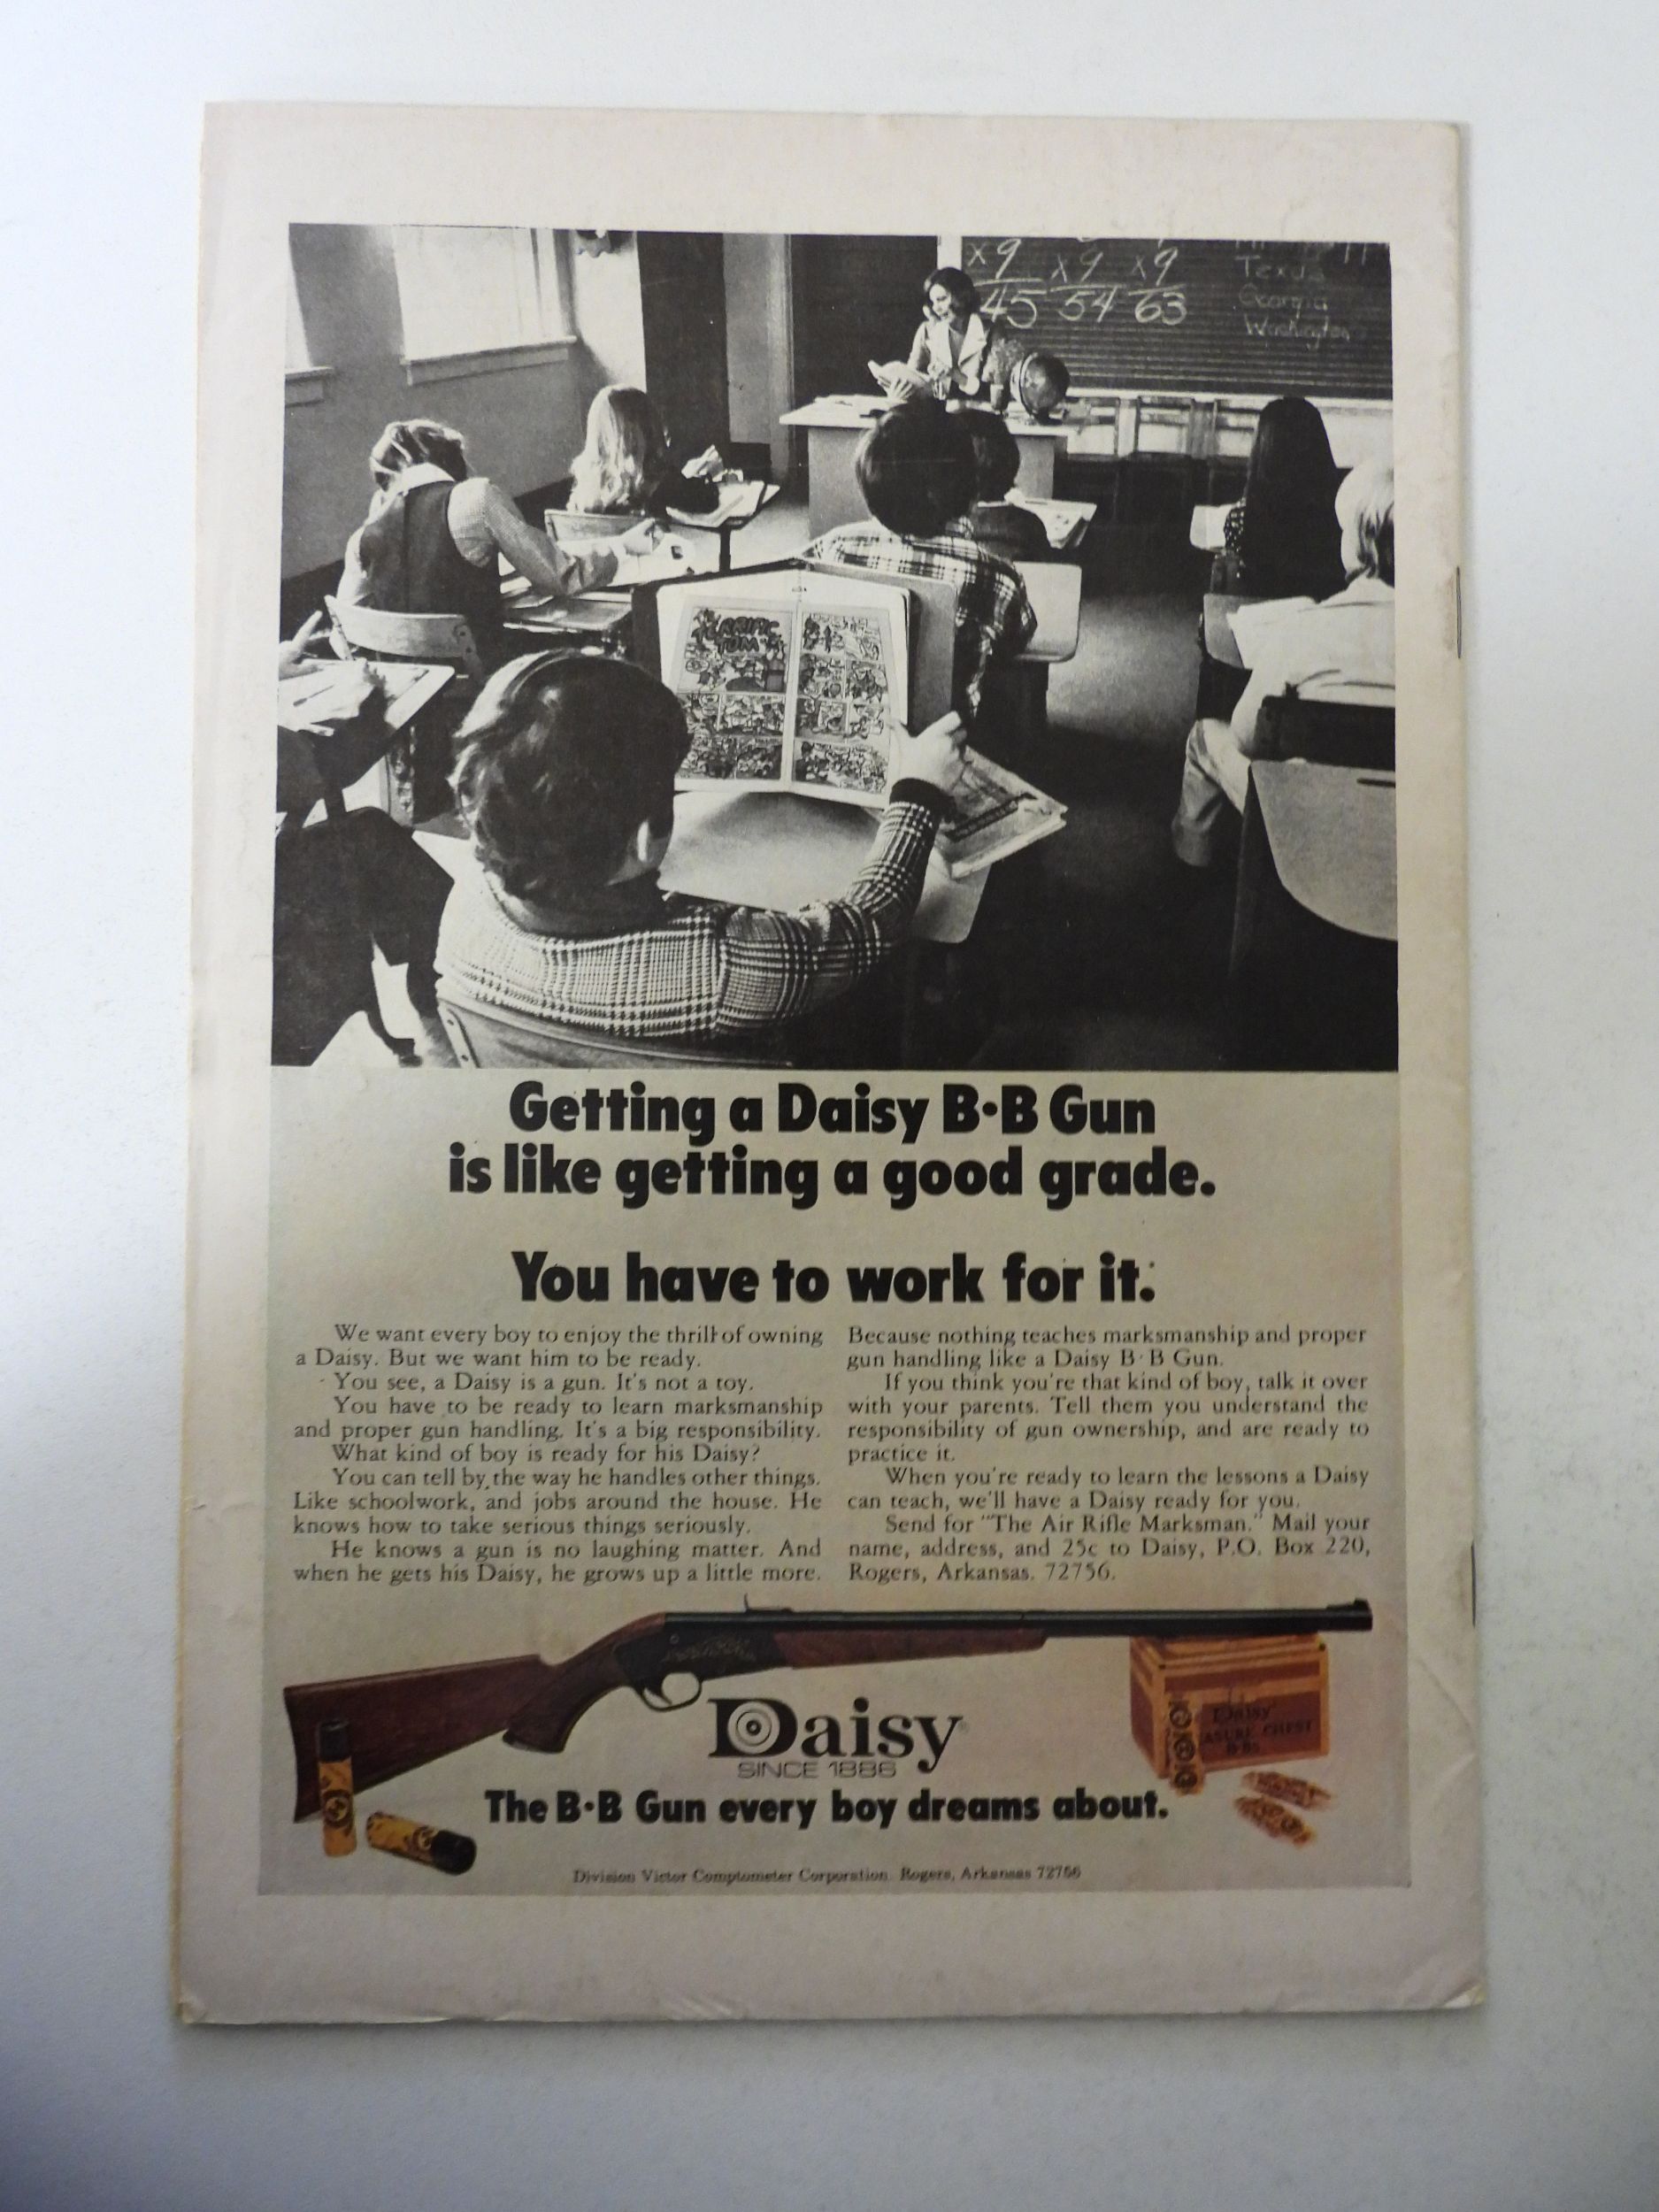 x9 x9 x9
45 54 63
Texas
Georgia
Washington
TERRIFIC
TOM
Getting a Daisy B·B Gun
is like getting a good grade.
You have to work for it.
We want every boy to enjoy the thrill of owning
a Daisy. But we want him to be ready.
You see, a Daisy is a gun. It's not a toy.
You have to be ready to learn marksmanship
and proper gun handling. It's a big responsibility.
What kind of boy is ready for his Daisy?
You can tell by the way he handles other things.
Like schoolwork, and jobs around the house. He
knows how to take serious things seriously.
He knows a gun is no laughing matter. And
when he gets his Daisy, he grows up a little more.
Because nothing teaches marksmanship and proper
gun handling like a Daisy B·B Gun.
If you think you're that kind of boy, talk it over
with your parents. Tell them you understand the
responsibility of gun ownership, and are ready to
practice it.
When you're ready to learn the lessons a Daisy
can teach, we'll have a Daisy ready for you.
Send for "The Air Rifle Marksman." Mail your
name, address, and 25c to Daisy, P.O. Box 220,
Rogers, Arkansas. 72756.
Daisy
CHEST
Daisy®
SINCE 1886
The B·B Gun every boy dreams about.
Division Victor Comptometer Corporation. Rogers, Arkansas 72756